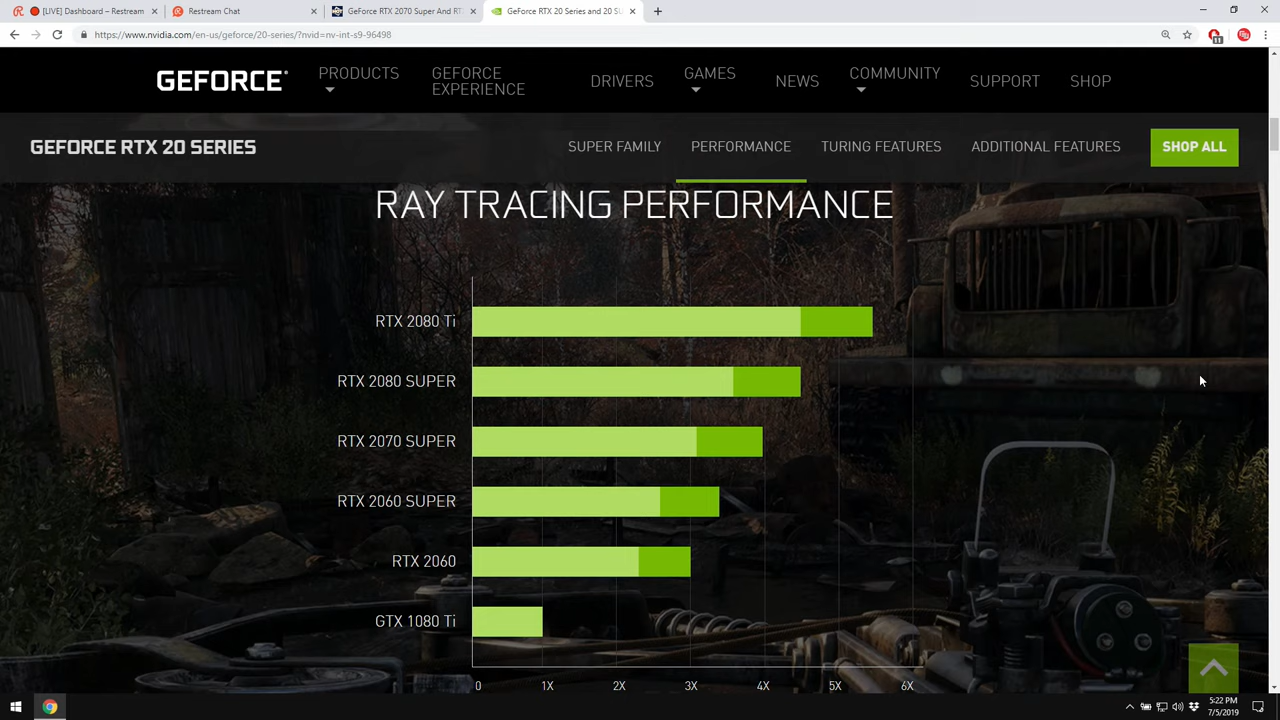 [LIVE] Dashboard – Restream
Restream Chat
GeForce RTX 2070 Super And RTX
GeForce RTX 20 Series and 20 SU
https://www.nvidia.com/en-us/geforce/20-series/?nvid=nv-int-s9-96498
11
GEFORCE®
PRODUCTS
GEFORCE EXPERIENCE
DRIVERS
GAMES
NEWS
COMMUNITY
SUPPORT
SHOP
GEFORCE RTX 20 SERIES
SUPER FAMILY
PERFORMANCE
TURING FEATURES
ADDITIONAL FEATURES
SHOP ALL
RAY TRACING PERFORMANCE
RTX 2080 Ti
RTX 2080 SUPER
RTX 2070 SUPER
RTX 2060 SUPER
RTX 2060
GTX 1080 Ti
0 1X 2X 3X 4X 5X 6X
5:22 PM
7/5/2019